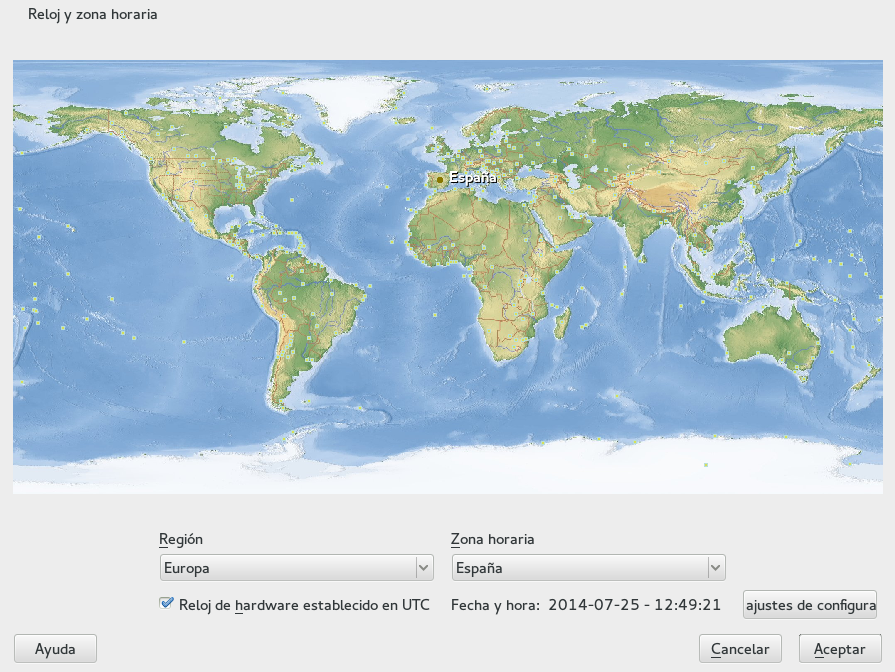 Reloj y zona horaria
España
Región
Zona horaria
Europa
España
Reloj de hardware establecido en UTC
Fecha y hora: 2014-07-25 - 12:49:21
ajustes de configura
Ayuda
Cancelar
Aceptar